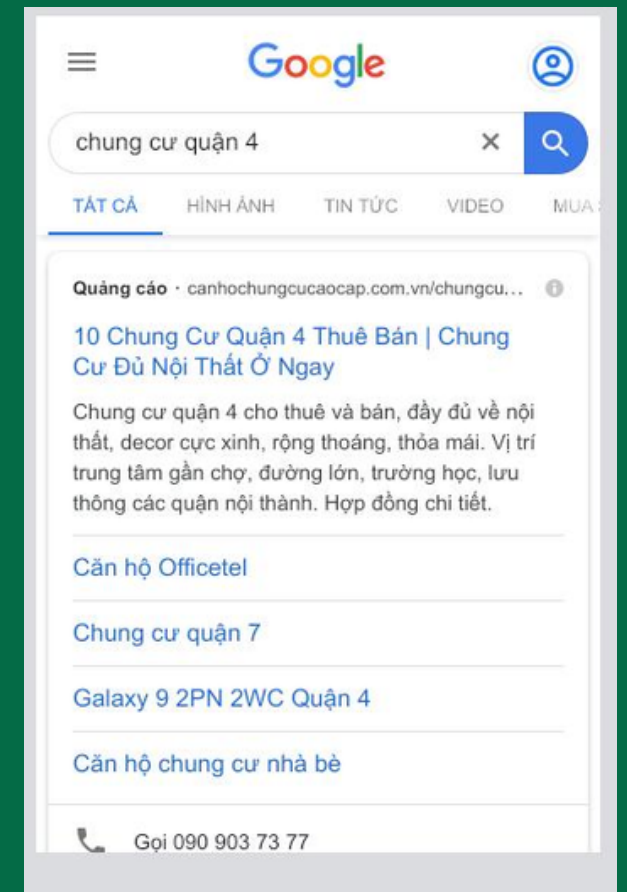 Google
chung cư quận 4
TẤT CẢ HÌNH ẢNH TIN TỨC VIDEO MUA
Quảng cáo · canhochungcucaocap.com.vn/chungcu...
10 Chung Cư Quận 4 Thuê Bán | Chung
Cư Đủ Nội Thất Ở Ngay
Chung cư quận 4 cho thuê và bán, đầy đủ về nội
thất, decor cực xinh, rộng thoáng, thỏa mái. Vị trí
trung tâm gần chợ, đường lớn, trường học, lưu
thông các quận nội thành. Hợp đồng chi tiết.
Căn hộ Officetel
Chung cư quận 7
Galaxy 9 2PN 2WC Quận 4
Căn hộ chung cư nhà bè
Gọi 090 903 73 77